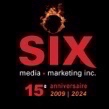 SIX
media - marketing inc.
15e anniversaire
2009 | 2024